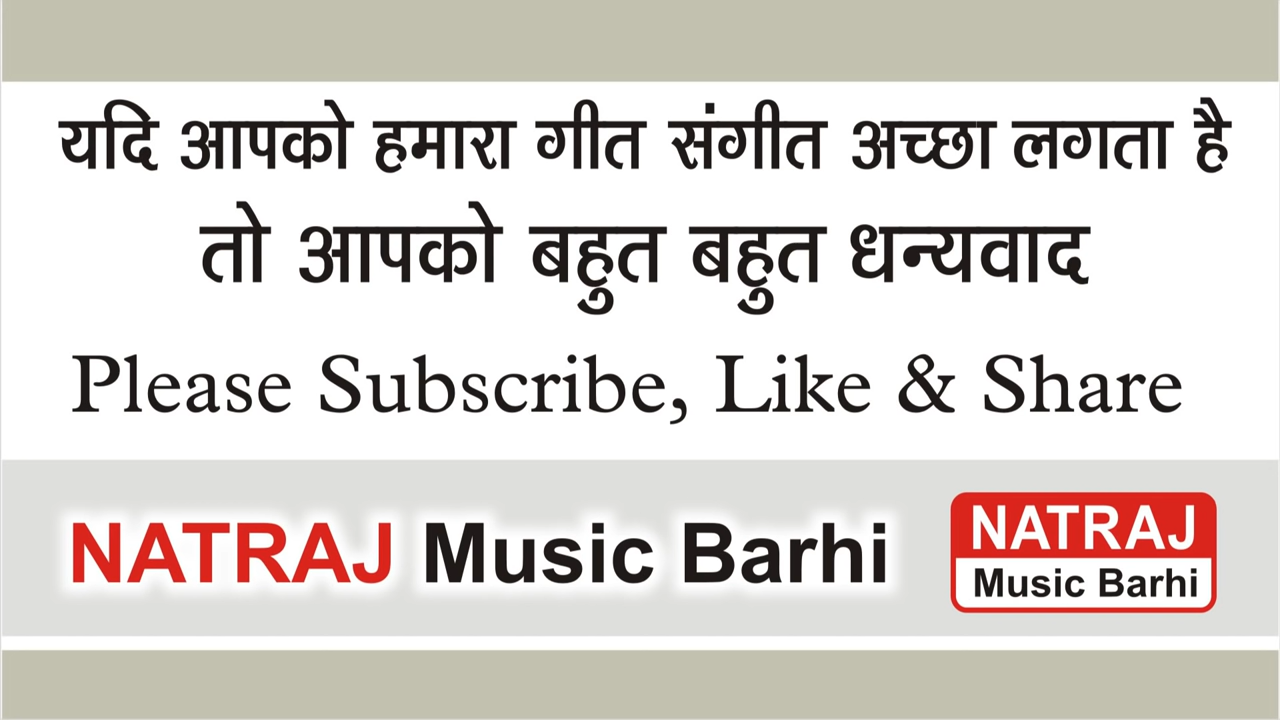 यदि आपको हमारा गीत संगीत अच्छा लगता है
तो आपको बहुत बहुत धन्यवाद
Please Subscribe, Like & Share
NATRAJ Music Barhi
NATRAJ
Music Barhi